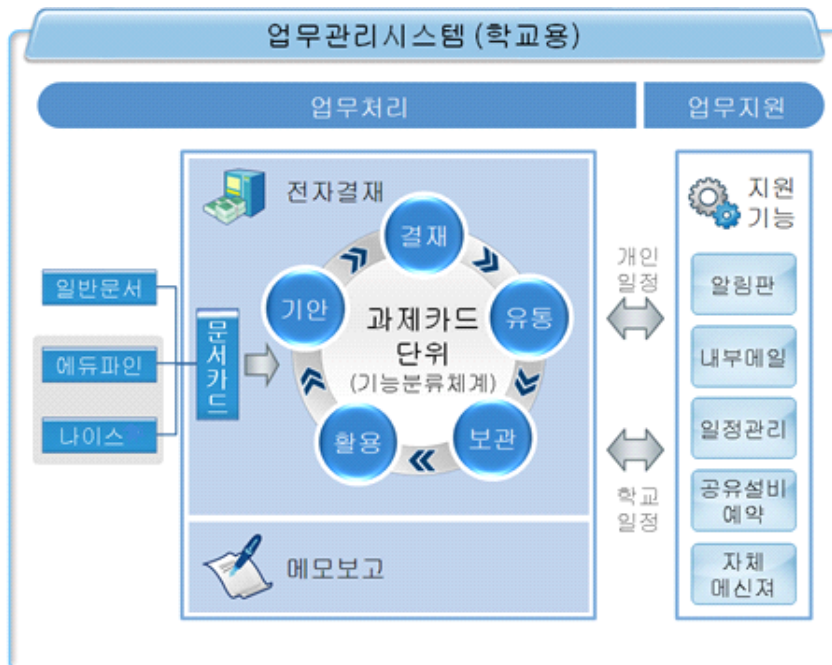 업무관리시스템 (학교용)
업무처리
업무지원
전자결재
결재
기안
유통
과제카드
단위
(기능분류체계)
활용
보관
일반문서
에듀파인
나이스
문서카드
메모보고
개인
일정
학교
일정
지원
기능
알림판
내부메일
일정관리
공유설비
예약
자체
메신져